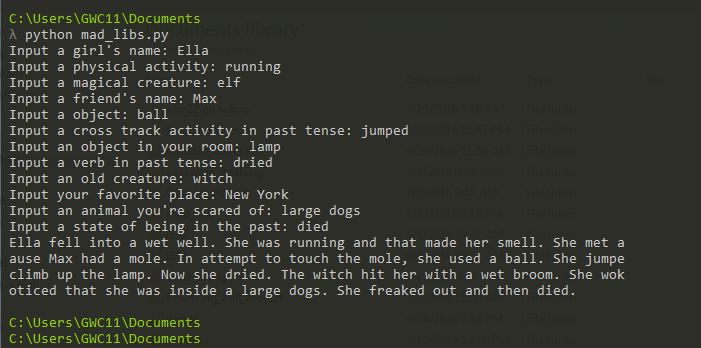 C:\Users\GWC11\Documents
λ python mad_libs.py
Input a girl's name: Ella
Input a physical activity: running
Input a magical creature: elf
Input a friend's name: Max
Input a object: ball
Input a cross track activity in past tense: jumped
Input an object in your room: lamp
Input a verb in past tense: dried
Input an old creature: witch
Input your favorite place: New York
Input an animal you're scared of: large dogs
Input a state of being in the past: died
Ella fell into a wet well. She was running and that made her smell. She met a
ause Max had a mole. In attempt to touch the mole, she used a ball. She jumpe
climb up the lamp. Now she dried. The witch hit her with a wet broom. She wok
oticed that she was inside a large dogs. She freaked out and then died.
C:\Users\GWC11\Documents
C:\Users\GWC11\Documents